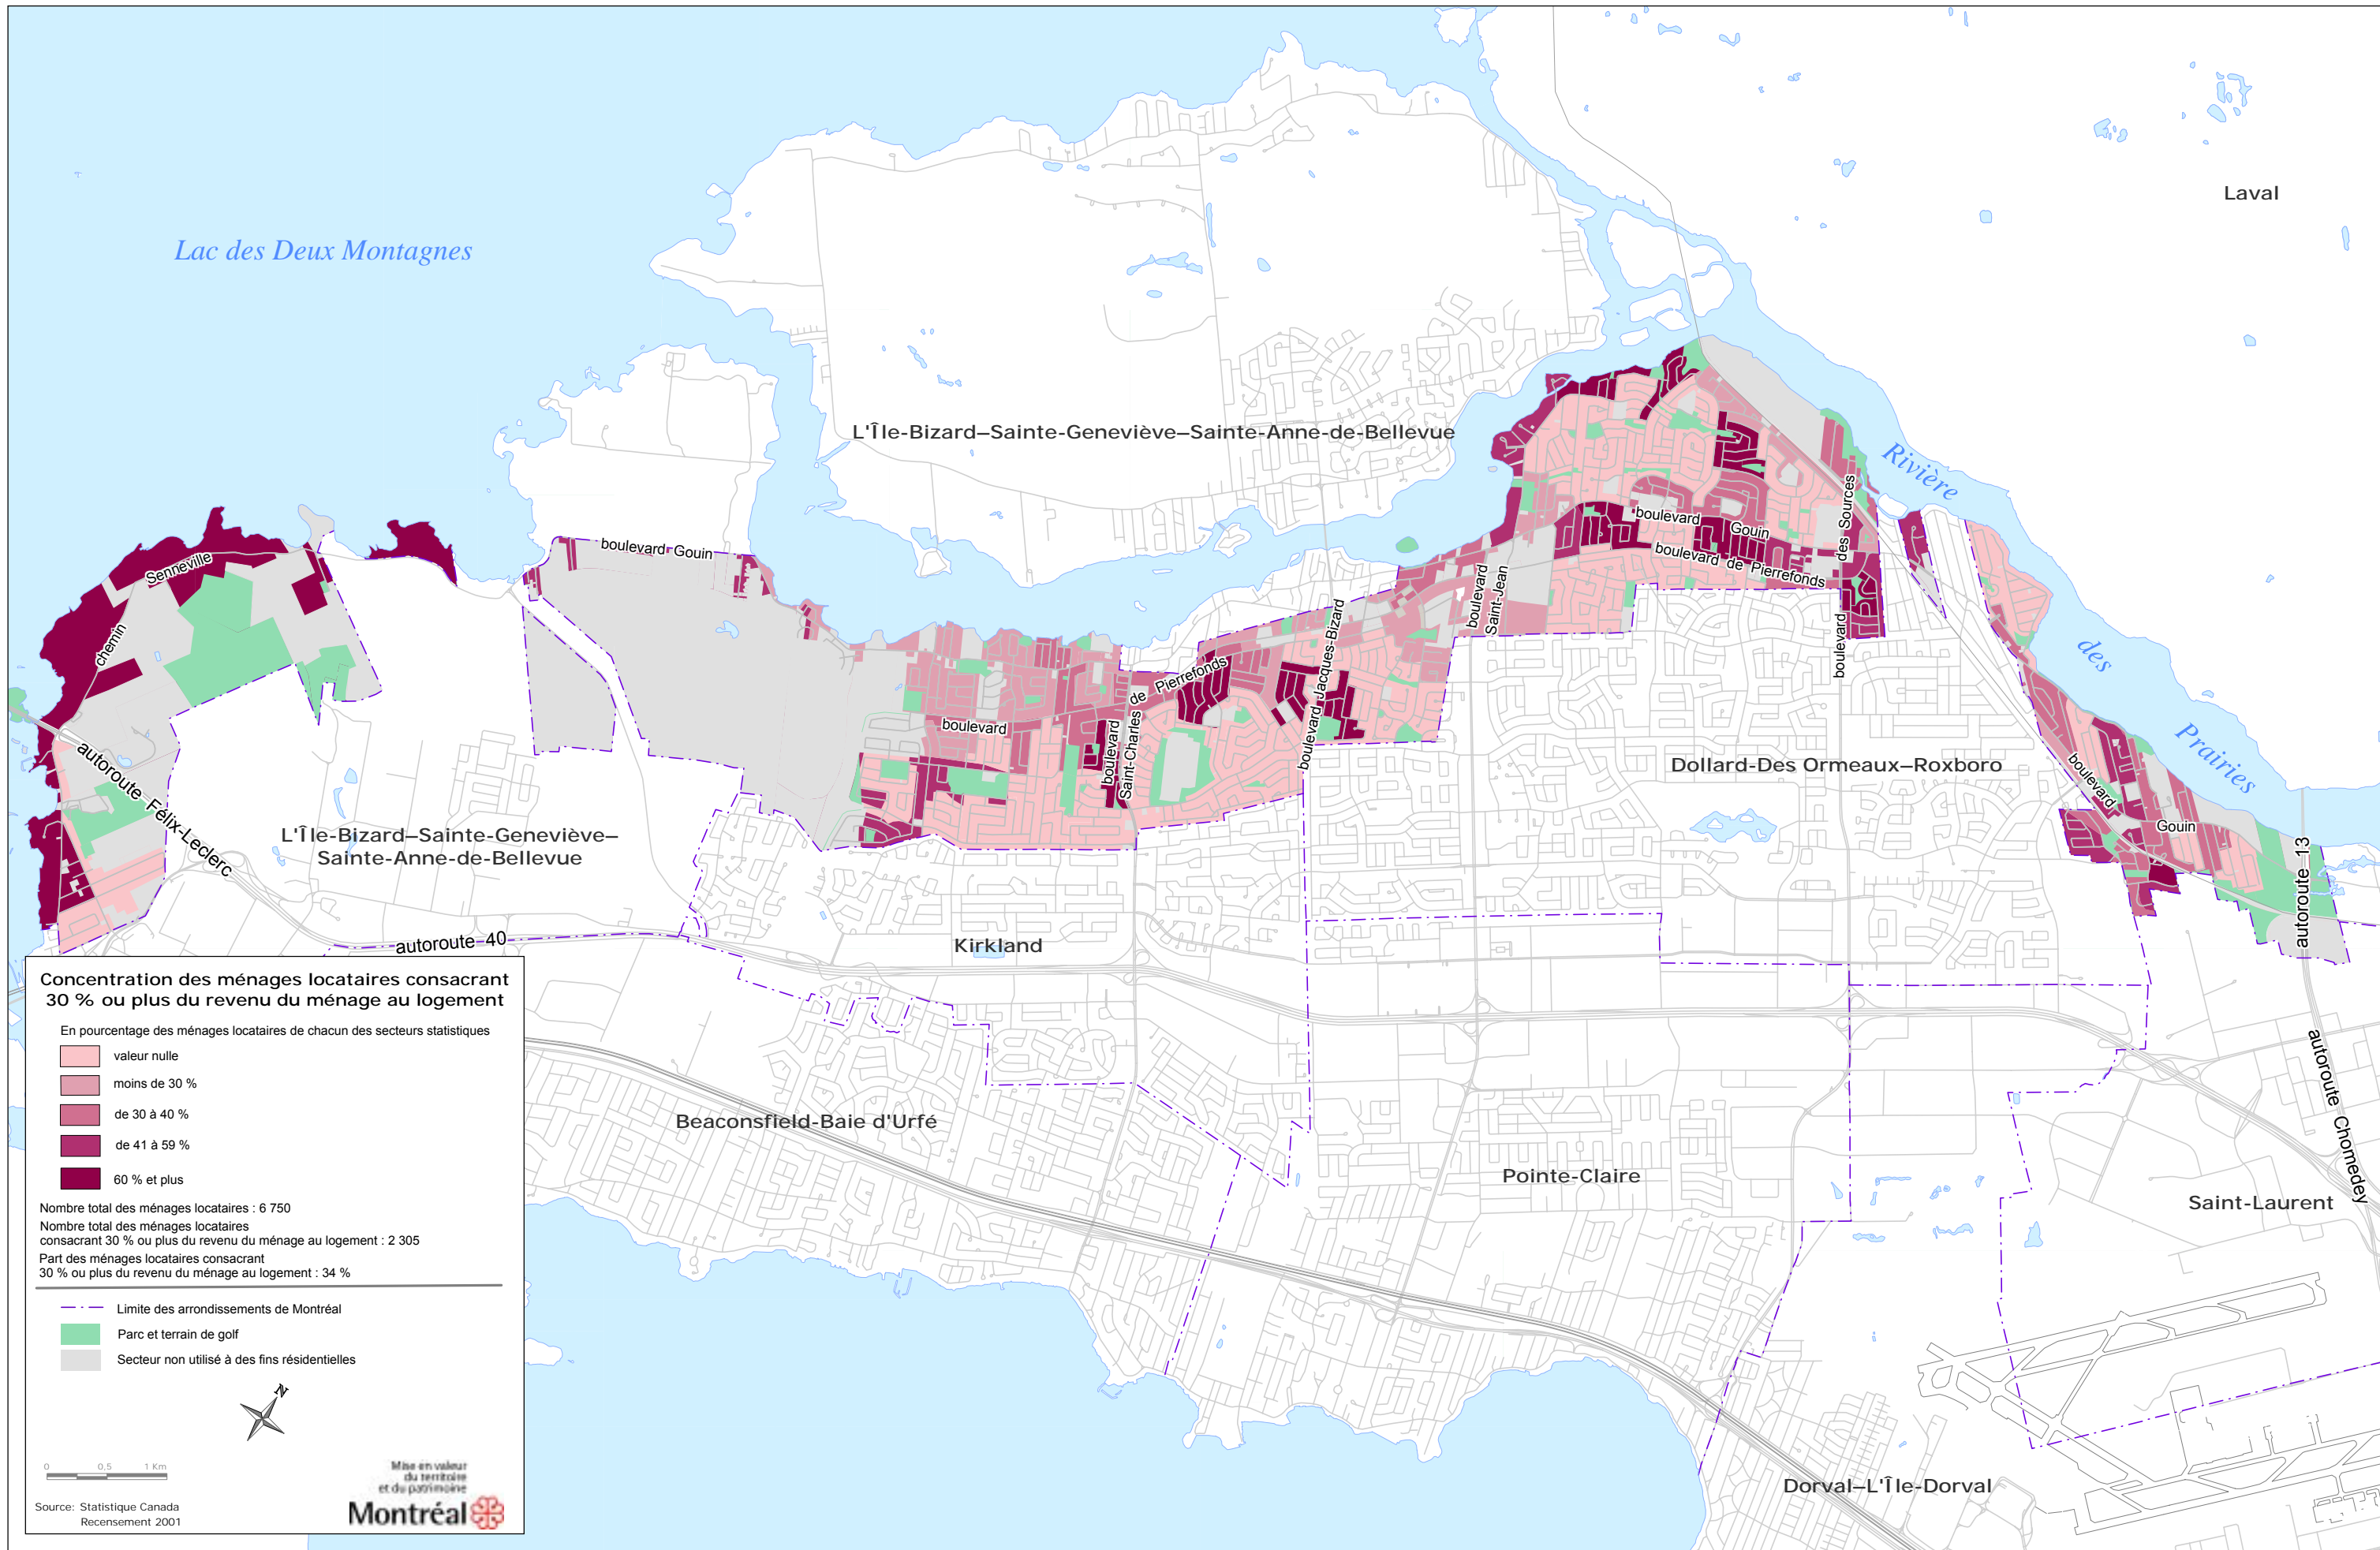 Laval
Lac des Deux Montagnes
L'Île-Bizard–Sainte-Geneviève–Sainte-Anne-de-Bellevue
Rivière
des
Prairies
boulevard Gouin
boulevard
Gouin
boulevard de Pierrefonds
boulevard
des Sources
boulevard
Saint-Jean
boulevard
Jacques-Bizard
boulevard
de Pierrefonds
boulevard
Saint-Charles
Senneville
chemin
autoroute Félix-Leclerc
L'Île-Bizard–Sainte-Geneviève–
Sainte-Anne-de-Bellevue
autoroute 40
Kirkland
Dollard-Des Ormeaux–Roxboro
boulevard
Gouin
autoroute 13
autoroute Chomedey
Beaconsfield-Baie d'Urfé
Pointe-Claire
Saint-Laurent
Dorval–L'Île-Dorval
Concentration des ménages locataires consacrant
30 % ou plus du revenu du ménage au logement
En pourcentage des ménages locataires de chacun des secteurs statistiques
valeur nulle
moins de 30 %
de 30 à 40 %
de 41 à 59 %
60 % et plus
Nombre total des ménages locataires : 6 750
Nombre total des ménages locataires
consacrant 30 % ou plus du revenu du ménage au logement : 2 305
Part des ménages locataires consacrant
30 % ou plus du revenu du ménage au logement : 34 %
Limite des arrondissements de Montréal
Parc et terrain de golf
Secteur non utilisé à des fins résidentielles
N
0 0,5 1 Km
Mise en valeur
du territoire
et du patrimoine
Montréal
Source: Statistique Canada
Recensement 2001